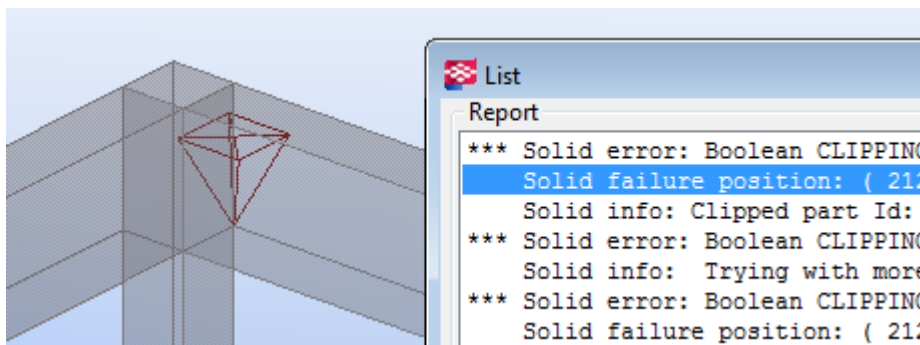 List
Report
*** Solid error: Boolean CLIPPING
Solid failure position: ( 212
Solid info: Clipped part Id:
*** Solid error: Boolean CLIPPING
Solid info:  Trying with more
*** Solid error: Boolean CLIPPING
Solid failure position: ( 212